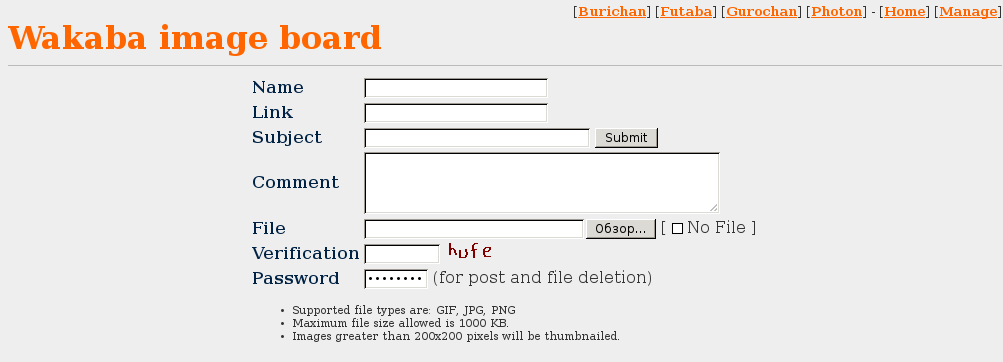 [Burichan] [Futaba] [Gurochan] [Photon] - [Home] [Manage]
Wakaba image board
Name
Link
Subject Submit
Comment
File Обзор... [ No File ]
Verification hufe
Password •••••••• (for post and file deletion)
• Supported file types are: GIF, JPG, PNG
• Maximum file size allowed is 1000 KB.
• Images greater than 200x200 pixels will be thumbnailed.